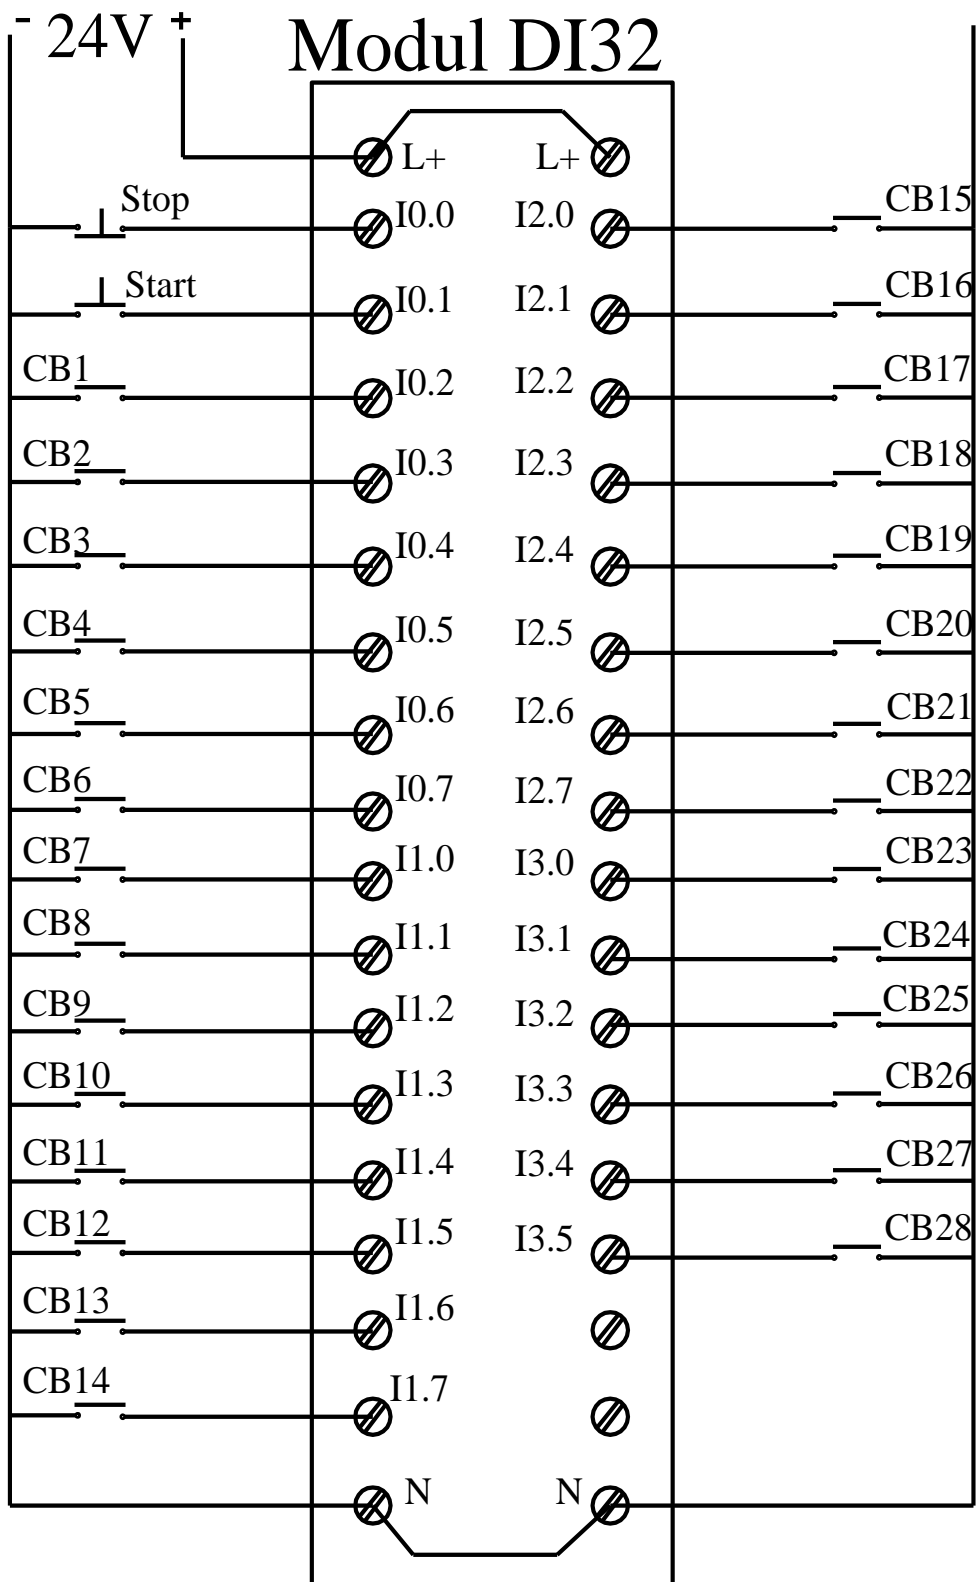 - 24V +
Modul DI32
L+ L+
Stop I0.0 I2.0 CB15
Start I0.1 I2.1 CB16
CB1 I0.2 I2.2 CB17
CB2 I0.3 I2.3 CB18
CB3 I0.4 I2.4 CB19
CB4 I0.5 I2.5 CB20
CB5 I0.6 I2.6 CB21
CB6 I0.7 I2.7 CB22
CB7 I1.0 I3.0 CB23
CB8 I1.1 I3.1 CB24
CB9 I1.2 I3.2 CB25
CB10 I1.3 I3.3 CB26
CB11 I1.4 I3.4 CB27
CB12 I1.5 I3.5 CB28
CB13 I1.6
CB14 I1.7
N N